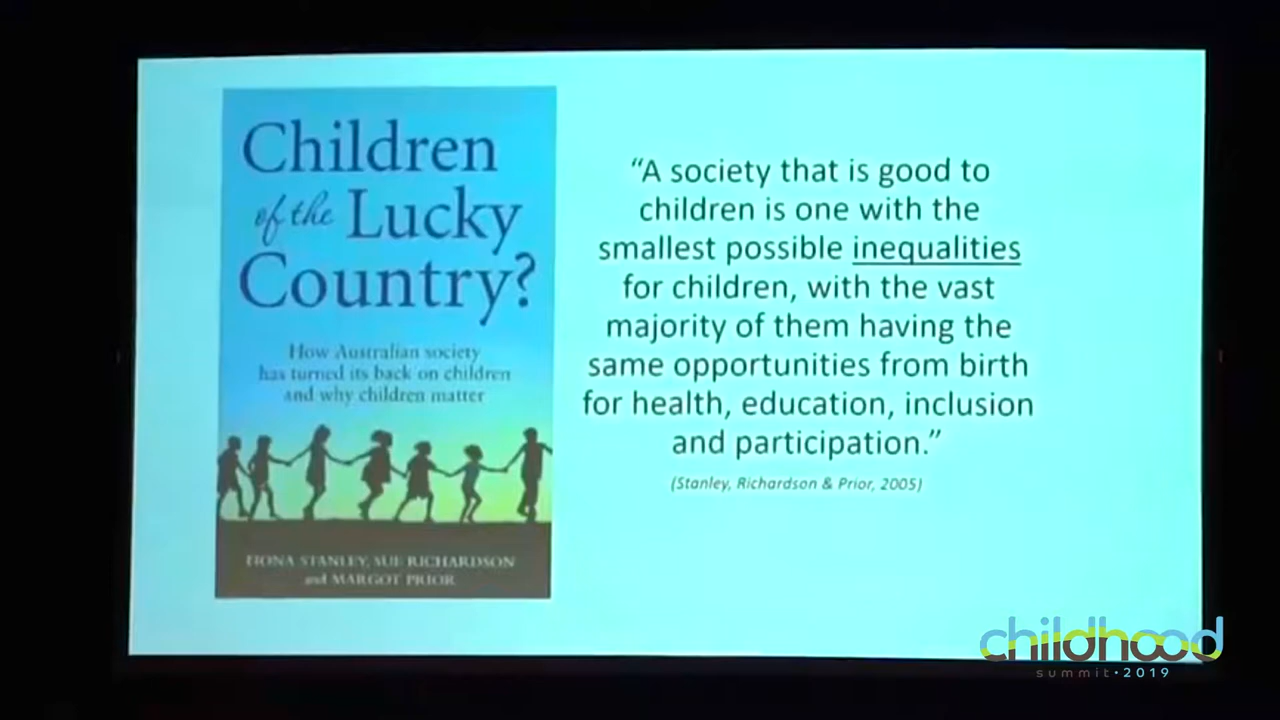 Children
of the Lucky
Country?
How Australian society
has turned its back on children
and why children matter
FIONA STANLEY, SUE RICHARDSON
and MARGOT PRIOR
“A society that is good to
children is one with the
smallest possible inequalities
for children, with the vast
majority of them having the
same opportunities from birth
for health, education, inclusion
and participation.”
(Stanley, Richardson & Prior, 2005)
childhood
summit • 2019